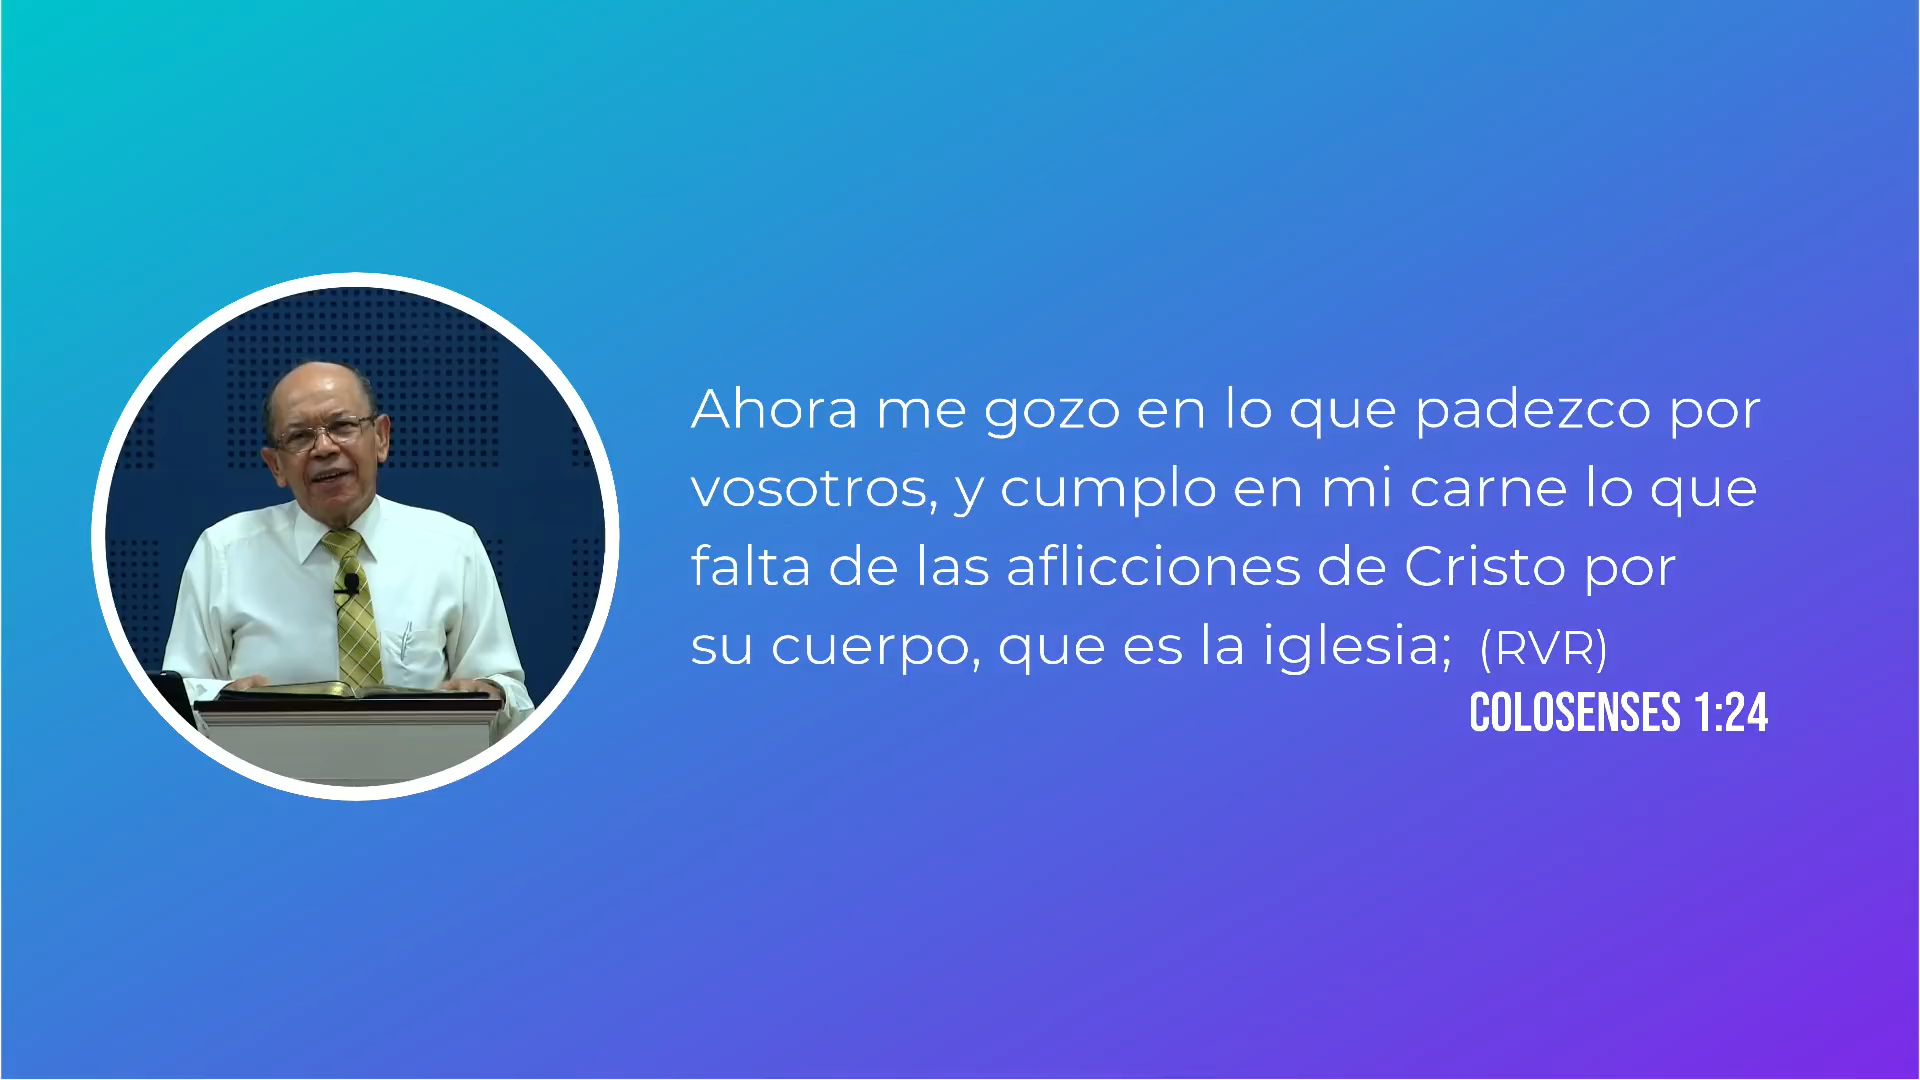 Ahora me gozo en lo que padezco por
vosotros, y cumplo en mi carne lo que
falta de las aflicciones de Cristo por
su cuerpo, que es la iglesia; (RVR)
COLOSENSES 1:24